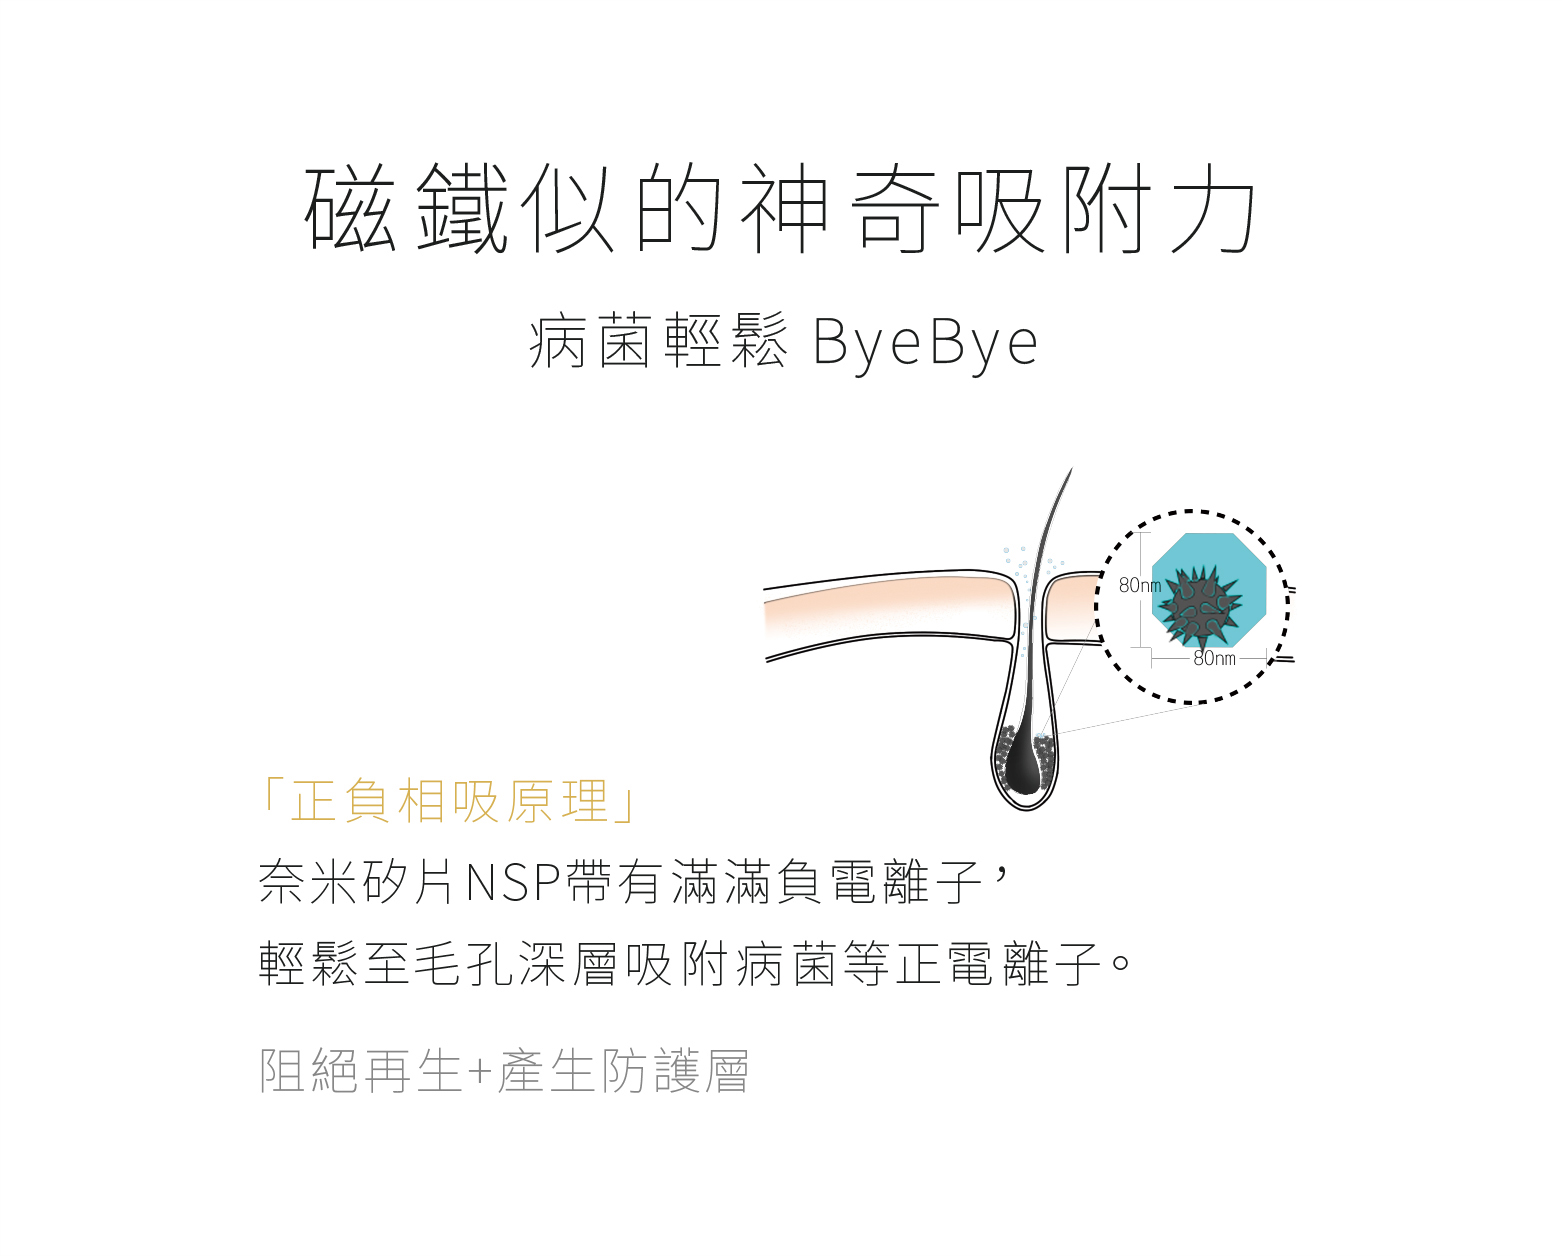 磁鐵似的神奇吸附力
病菌輕鬆 ByeBye
80nm
80nm
「正負相吸原理」
奈米矽片NSP帶有滿滿負電離子，
輕鬆至毛孔深層吸附病菌等正電離子。
阻絕再生+產生防護層